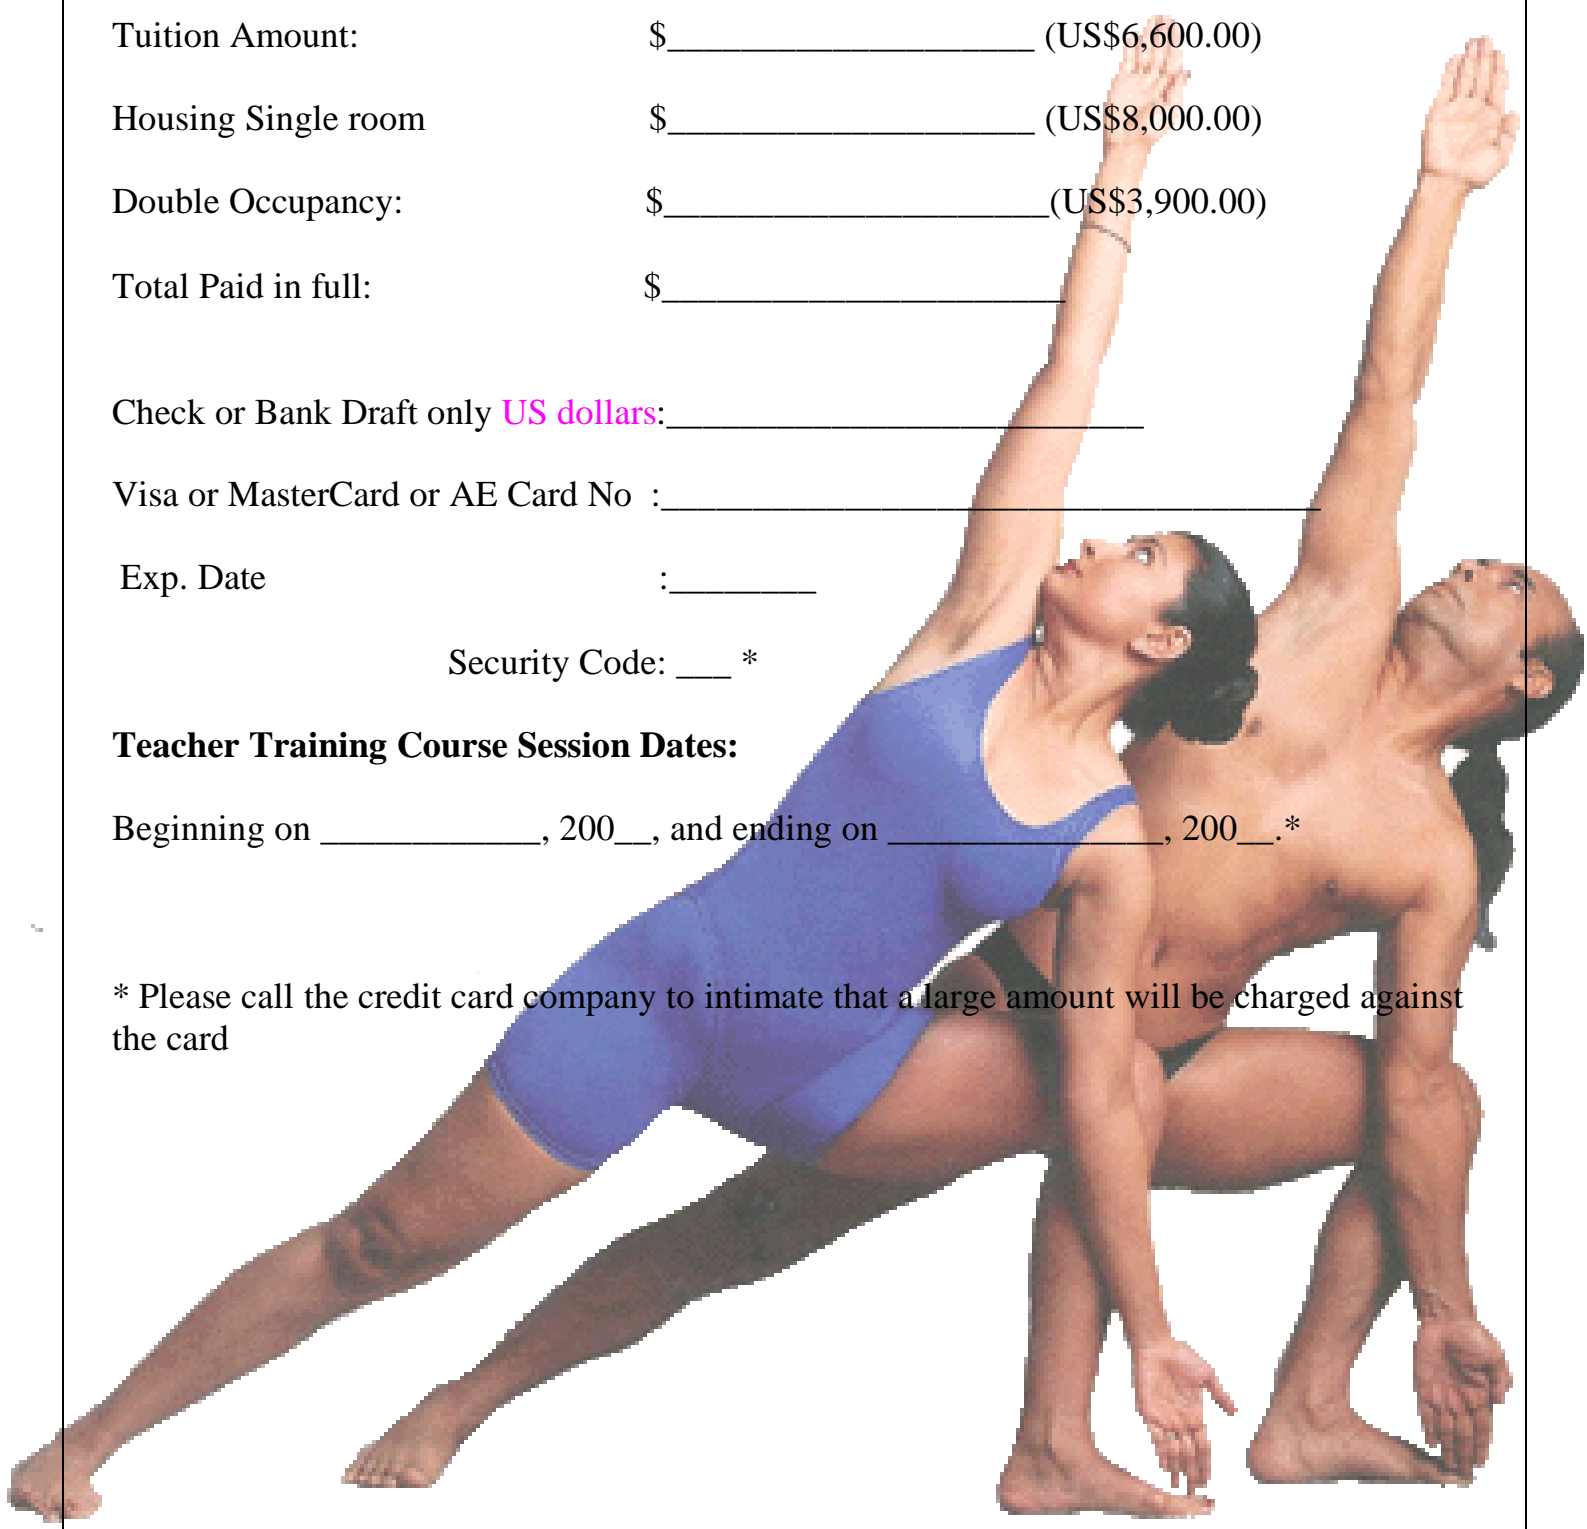 Tuition Amount: $____________________ (US$6,600.00)
Housing Single room $____________________ (US$8,000.00)
Double Occupancy: $_____________________(US$3,900.00)
Total Paid in full: $______________________
Check or Bank Draft only US dollars:__________________________
Visa or MasterCard or AE Card No :____________________________________
Exp. Date :________
Security Code: ___ *
Teacher Training Course Session Dates:
Beginning on ____________, 200__, and ending on _______________, 200__.*
* Please call the credit card company to intimate that a large amount will be charged against
the card